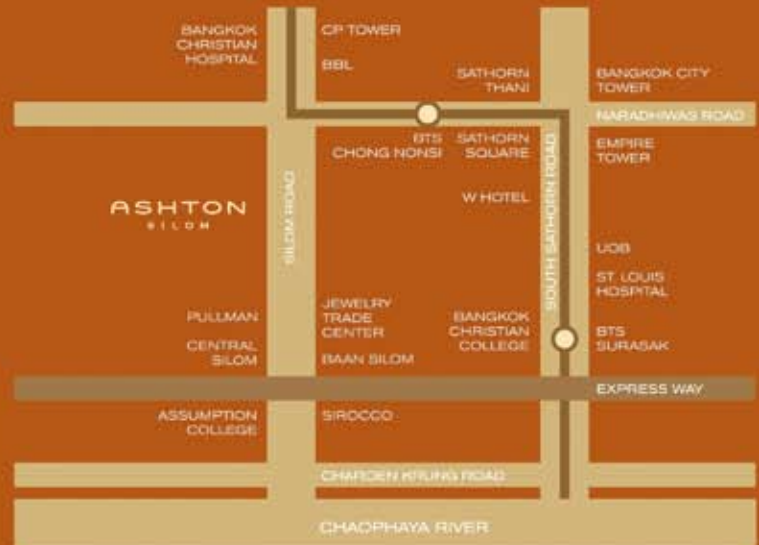 BANGKOK
CHRISTIAN
HOSPITAL
CP TOWER
BBL
SATHORN
THANI
BANGKOK CITY
TOWER
NARADHIWAS ROAD
BTS
CHONG NONSI
SATHORN
SQUARE
EMPIRE
TOWER
ASHTON
SILOM
SILOM ROAD
W HOTEL
SOUTH SATHORN ROAD
UOB
ST. LOUIS
HOSPITAL
PULLMAN
JEWELRY
TRADE
CENTER
BANGKOK
CHRISTIAN
COLLEGE
BTS
SURASAK
CENTRAL
SILOM
BAAN SILOM
EXPRESS WAY
ASSUMPTION
COLLEGE
SIROCCO
CHAROEN KRUNG ROAD
CHAOPHAYA RIVER